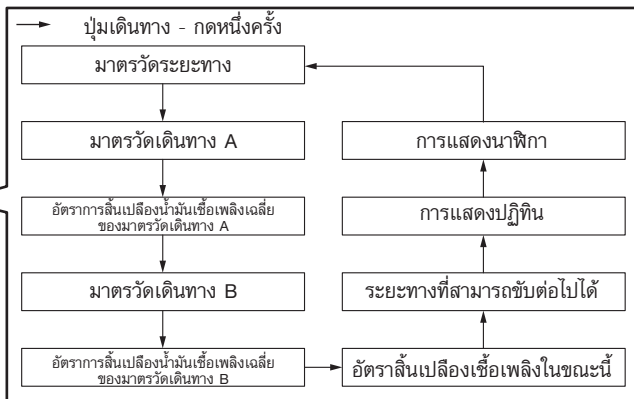 ปุ่มเดินทาง - กดหนึ่งครั้ง
มาตรวัดระยะทาง
มาตรวัดเดินทาง A
การแสดงนาฬิกา
อัตราการสิ้นเปลืองน้ำมันเชื้อเพลิงเฉลี่ย
ของมาตรวัดเดินทาง A
การแสดงปฏิทิน
มาตรวัดเดินทาง B
ระยะทางที่สามารถขับต่อไปได้
อัตราการสิ้นเปลืองน้ำมันเชื้อเพลิงเฉลี่ย
ของมาตรวัดเดินทาง B
อัตราสิ้นเปลืองเชื้อเพลิงในขณะนี้